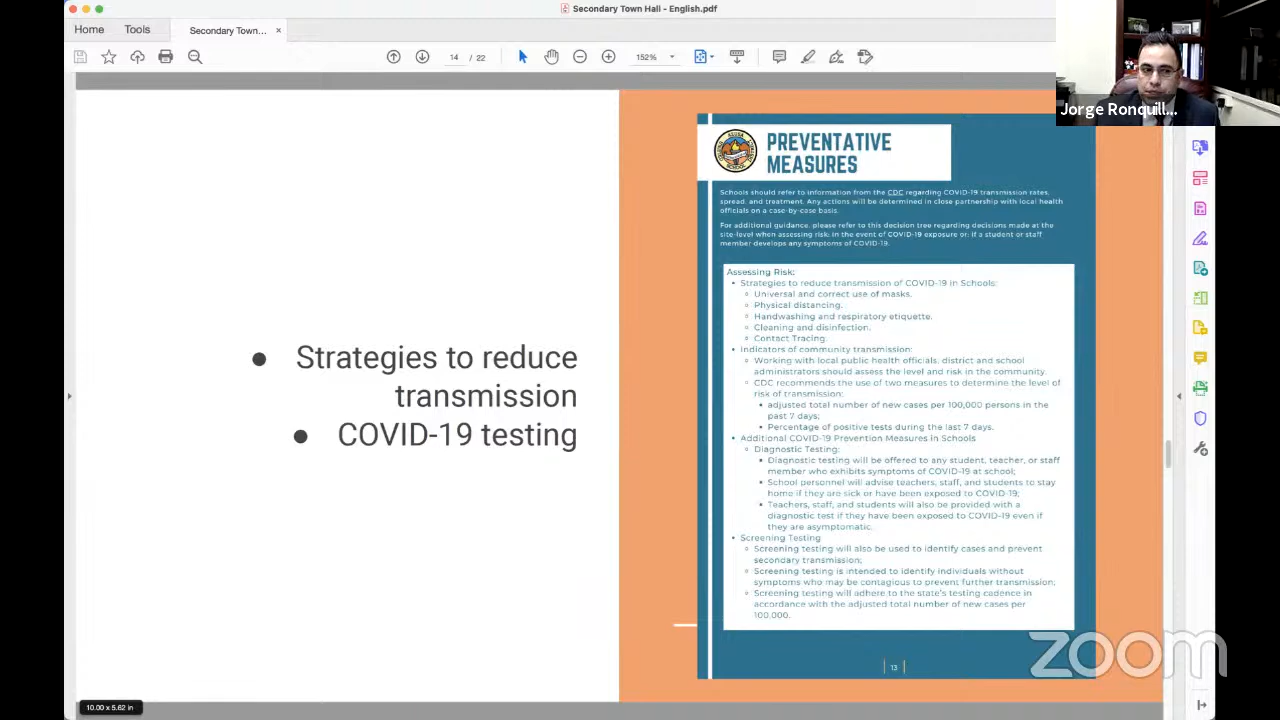 Secondary Town Hall - English.pdf
Home
Tools
Secondary Town...
×
14 / 22
152%
Jorge Ronquill...
Strategies to reduce
transmission
COVID-19 testing
PREVENTATIVE
MEASURES
Schools should refer to information from the CDC regarding COVID-19 transmission rates,
spread, and treatment. Any actions will be determined in close partnership with local health
officials on a case-by-case basis.
For additional guidance, please refer to this decision tree regarding decisions made at the
site-level when assessing risk; in the event of COVID-19 exposure or; if a student or staff
member develops any symptoms of COVID-19.
Assessing Risk:
Strategies to reduce transmission of COVID-19 in Schools:
Universal and correct use of masks.
Physical distancing.
Handwashing and respiratory etiquette.
Cleaning and disinfection.
Contact Tracing.
Indicators of community transmission:
Working with local public health officials, district and school
administrators should assess the level and risk in the community.
CDC recommends the use of two measures to determine the level of
risk of transmission:
adjusted total number of new cases per 100,000 persons in the
past 7 days;
Percentage of positive tests during the last 7 days.
Additional COVID-19 Prevention Measures in Schools
Diagnostic Testing:
Diagnostic testing will be offered to any student, teacher, or staff
member who exhibits symptoms of COVID-19 at school;
School personnel will advise teachers, staff, and students to stay
home if they are sick or have been exposed to COVID-19;
Teachers, staff, and students will also be provided with a
diagnostic test if they have been exposed to COVID-19 even if
they are asymptomatic.
Screening Testing
Screening testing will also be used to identify cases and prevent
secondary transmission;
Screening testing is intended to identify individuals without
symptoms who may be contagious to prevent further transmission;
Screening testing will adhere to the state's testing cadence in
accordance with the adjusted total number of new cases per
100,000.
13
zoom
10.00 x 5.62 in